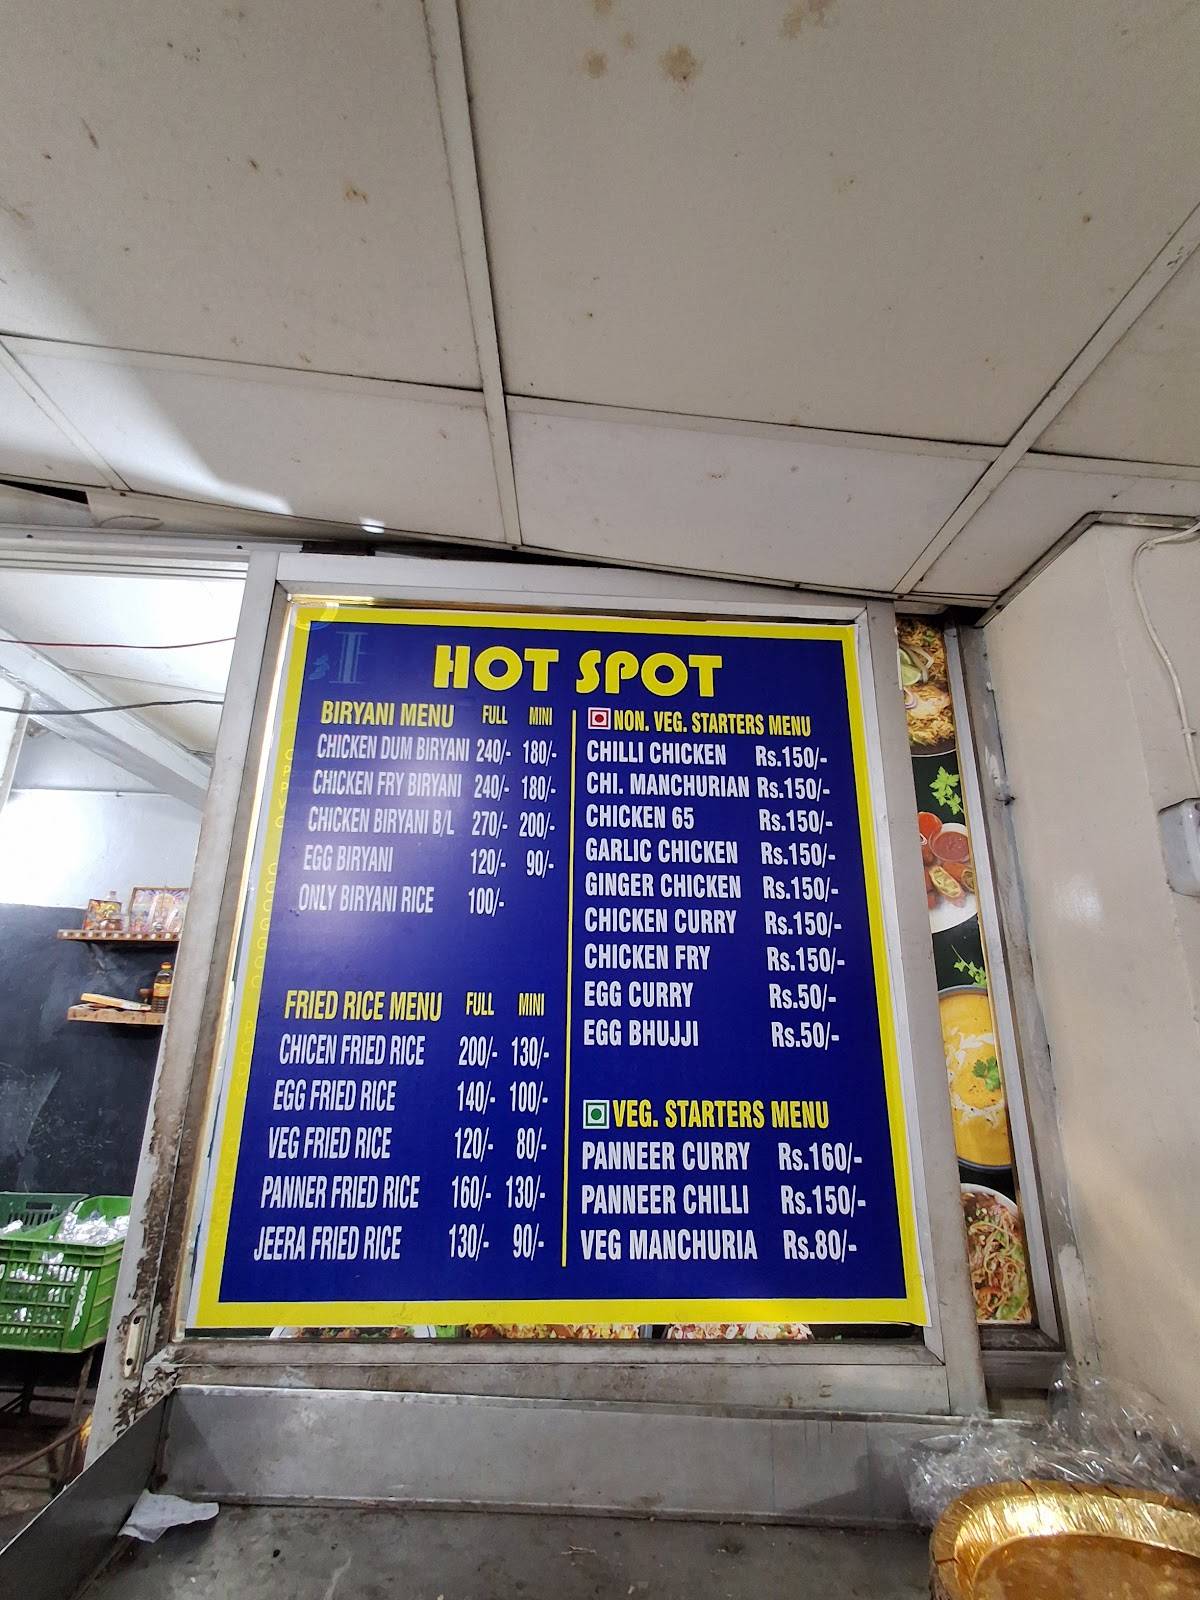 HOT SPOT
BIRYANI MENU FULL MINI
CHICKEN DUM BIRYANI 240/- 180/-
CHICKEN FRY BIRYANI 240/- 180/-
CHICKEN BIRYANI B/L 270/- 200/-
EGG BIRYANI 120/- 90/-
ONLY BIRYANI RICE 100/-
FRIED RICE MENU FULL MINI
CHICEN FRIED RICE 200/- 130/-
EGG FRIED RICE 140/- 100/-
VEG FRIED RICE 120/- 80/-
PANNER FRIED RICE 160/- 130/-
JEERA FRIED RICE 130/- 90/-
NON. VEG. STARTERS MENU
CHILLI CHICKEN Rs.150/-
CHI. MANCHURIAN Rs.150/-
CHICKEN 65 Rs.150/-
GARLIC CHICKEN Rs.150/-
GINGER CHICKEN Rs.150/-
CHICKEN CURRY Rs.150/-
CHICKEN FRY Rs.150/-
EGG CURRY Rs.50/-
EGG BHUJJI Rs.50/-
VEG. STARTERS MENU
PANNEER CURRY Rs.160/-
PANNEER CHILLI Rs.150/-
VEG MANCHURIA Rs.80/-